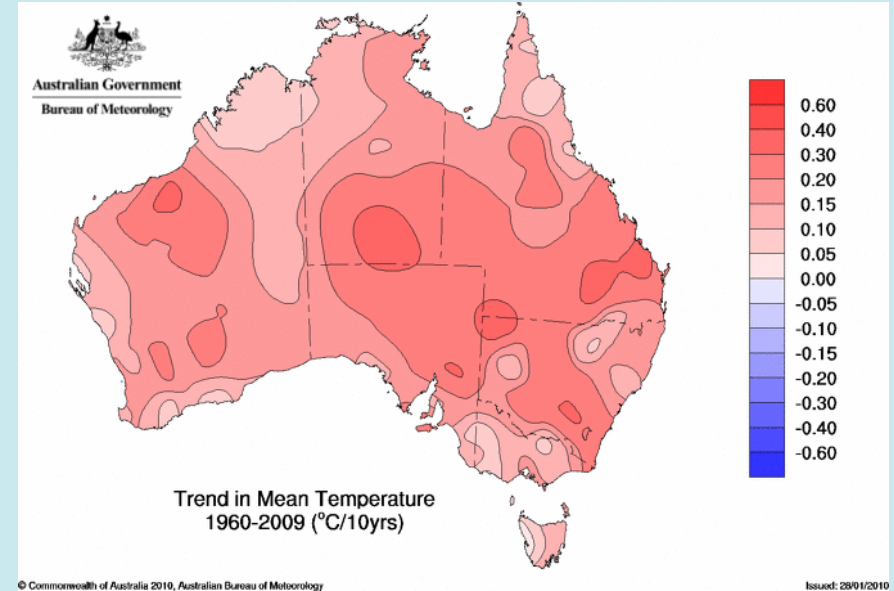 Australian Government
Bureau of Meteorology
0.60
0.40
0.30
0.20
0.15
0.10
0.05
0.00
-0.05
-0.10
-0.15
-0.20
-0.30
-0.40
-0.60
Trend in Mean Temperature
1960-2009 (°C/10yrs)
© Commonwealth of Australia 2010, Australian Bureau of Meteorology
Issued: 28/01/2010